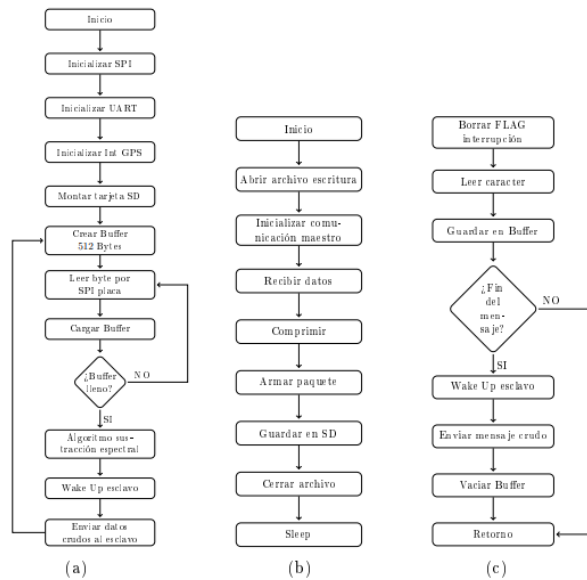 Inicio
Inicializar SPI
Inicializar UART
Inicializar Int GPS
Montar tarjeta SD
Crear Buffer
512 Bytes
Leer byte por
SPI placa
Cargar Buffer
¿Buffer
lleno?
NO
SI
Algoritmo sus-
tracción espectral
Wake Up esclavo
Enviar datos
crudos al esclavo
(a)
Inicio
Abrir archivo escritura
Inicializar comu-
nicación maestro
Recibir datos
Comprimir
Armar paquete
Guardar en SD
Cerrar archivo
Sleep
(b)
Borrar FLAG
interrupción
Leer caracter
Guardar en Buffer
¿Fin
del
men-
saje?
NO
SI
Wake Up esclavo
Enviar mensaje crudo
Vaciar Buffer
Retorno
(c)